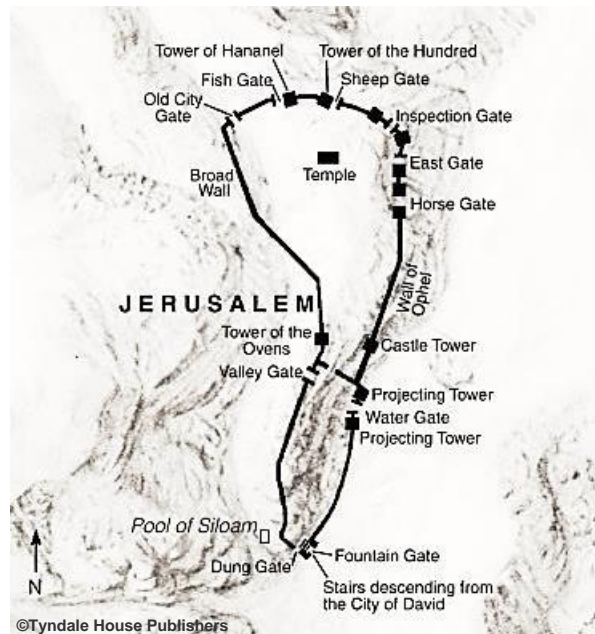 Tower of Hananel
Tower of the Hundred
Fish Gate
Sheep Gate
Old City
Gate
Inspection Gate
East Gate
Broad
Wall
Temple
Horse Gate
Wall of
Ophel
JERUSALEM
Tower of the
Ovens
Castle Tower
Valley Gate
Projecting Tower
Water Gate
Projecting Tower
Pool of Siloam
Dung Gate
Fountain Gate
Stairs descending from
the City of David
N
©Tyndale House Publishers